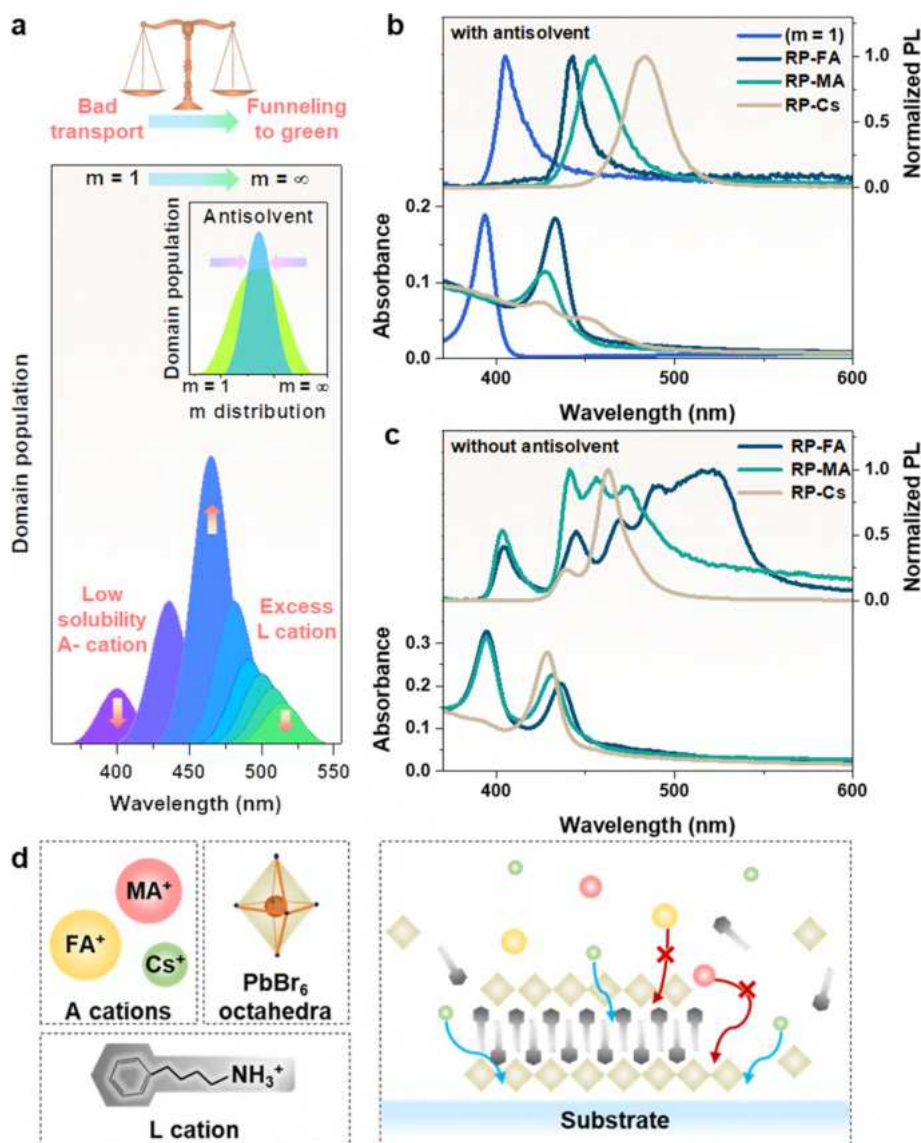 a
Bad transport
Funneling to green
m = 1
m = ∞
Antisolvent
Domain population
m = 1
m = ∞
m distribution
Domain population
Low solubility A- cation
Excess L cation
400
450
500
550
Wavelength (nm)
b
with antisolvent
(m = 1)
RP-FA
RP-MA
RP-Cs
1.0
0.5
0.0
Normalized PL
0.2
0.1
0.0
Absorbance
400
500
600
Wavelength (nm)
c
without antisolvent
RP-FA
RP-MA
RP-Cs
1.0
0.5
0.0
Normalized PL
0.3
0.2
0.1
0.0
Absorbance
400
500
600
Wavelength (nm)
d
MA⁺
FA⁺
Cs⁺
A cations
PbBr₆
octahedra
NH₃⁺
L cation
Substrate